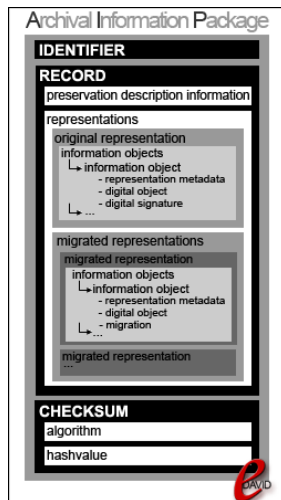 Archival Information Package
IDENTIFIER
RECORD
preservation description information
representations
original representation
information objects
information object
- representation metadata
- digital object
- digital signature
...
migrated representations
migrated representation
information objects
information object
- representation metadata
- digital object
- migration
...
migrated representation
...
CHECKSUM
algorithm
hashvalue
eDAVID